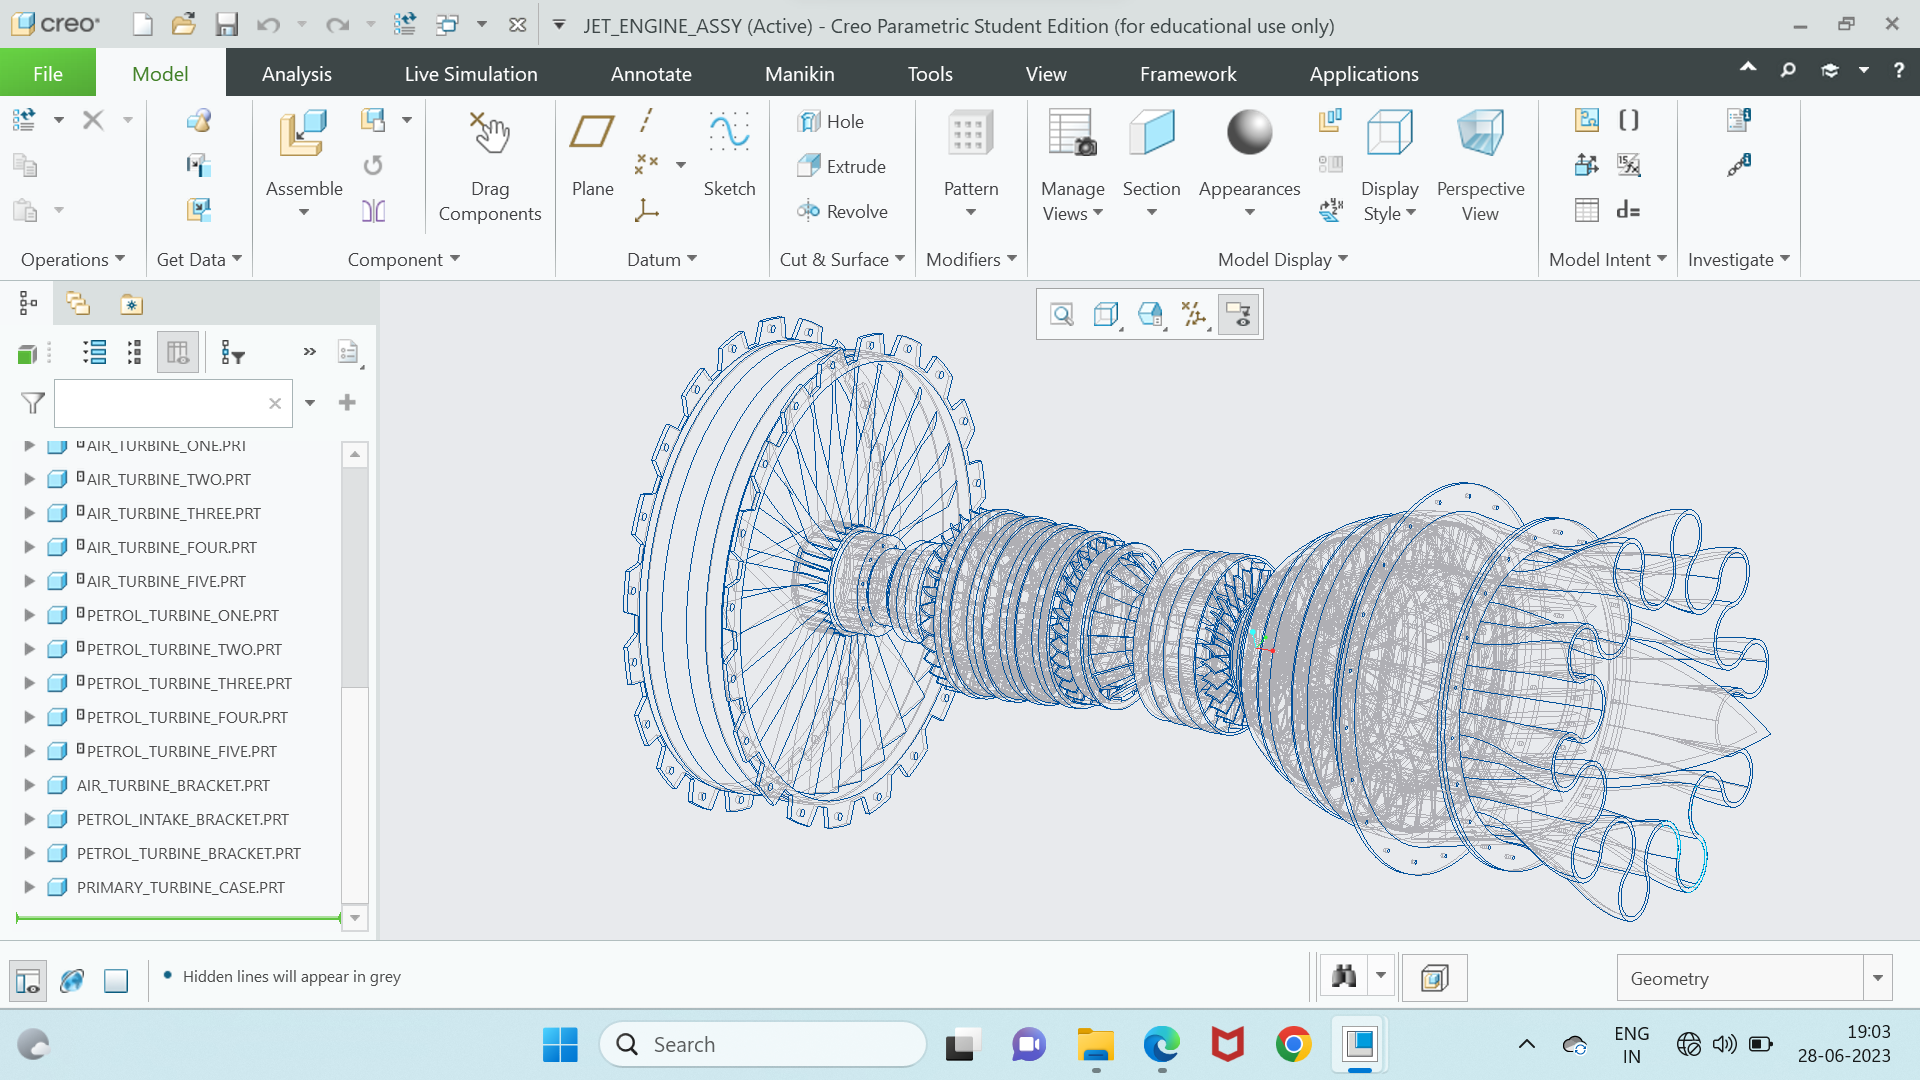 creo
JET_ENGINE_ASSY (Active) - Creo Parametric Student Edition (for educational use only)
File
Model
Analysis
Live Simulation
Annotate
Manikin
Tools
View
Framework
Applications
?
Assemble
Drag
Components
Plane
Sketch
Hole
Extrude
Revolve
Pattern
Manage
Views
Section
Appearances
Display
Style
Perspective
View
d=
Operations
Get Data
Component
Datum
Cut & Surface
Modifiers
Model Display
Model Intent
Investigate
AIR_TURBINE_ONE.PRT
AIR_TURBINE_TWO.PRT
AIR_TURBINE_THREE.PRT
AIR_TURBINE_FOUR.PRT
AIR_TURBINE_FIVE.PRT
PETROL_TURBINE_ONE.PRT
PETROL_TURBINE_TWO.PRT
PETROL_TURBINE_THREE.PRT
PETROL_TURBINE_FOUR.PRT
PETROL_TURBINE_FIVE.PRT
AIR_TURBINE_BRACKET.PRT
PETROL_INTAKE_BRACKET.PRT
PETROL_TURBINE_BRACKET.PRT
PRIMARY_TURBINE_CASE.PRT
Hidden lines will appear in grey
Geometry
Search
ENG
IN
19:03
28-06-2023